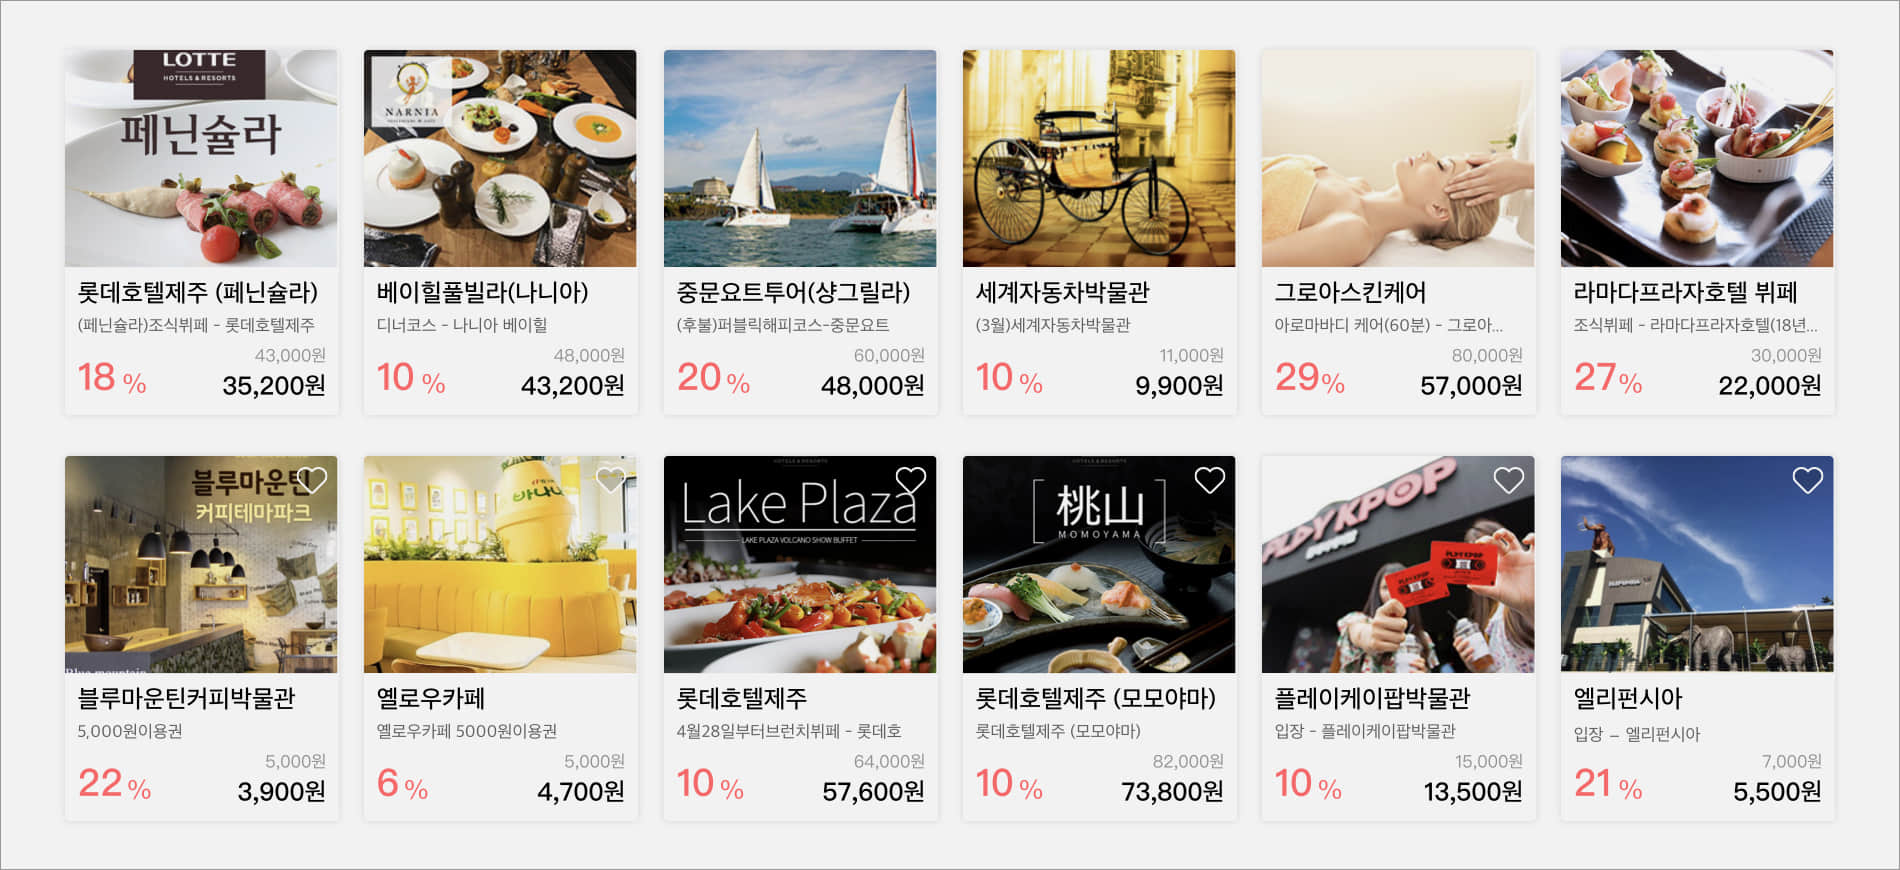 LOTTE
HOTELS & RESORTS
페닌슐라
롯데호텔제주 (페닌슐라)
(페닌슐라)조식뷔페 - 롯데호텔제주
43,000원
18 %
35,200원
NARNIA
베이힐풀빌라(나니아)
디너코스 - 나니아 베이힐
48,000원
10 %
43,200원
중문요트투어(샹그릴라)
(후불)퍼블릭해피코스-중문요트
60,000원
20 %
48,000원
세계자동차박물관
(3월)세계자동차박물관
11,000원
10 %
9,900원
그로아스킨케어
아로마바디 케어(60분) - 그로아...
80,000원
29%
57,000원
라마다프라자호텔 뷔페
조식뷔페 - 라마다프라자호텔(18년...
30,000원
27%
22,000원
블루마운틴
커피테마파크
Blue mountain
블루마운틴커피박물관
5,000원이용권
5,000원
22 %
3,900원
옐로우카페
옐로우카페 5000원이용권
5,000원
6 %
4,700원
HOTELS & RESORTS
Lake Plaza
LAKE PLAZA VOLCANO SHOW BUFFET
롯데호텔제주
4월28일부터브런치뷔페 - 롯데호
64,000원
10 %
57,600원
HOTELS & RESORTS
桃山
MOMOYAMA
롯데호텔제주 (모모야마)
롯데호텔제주 (모모야마)
82,000원
10 %
73,800원
PLAY KPOP
PLAY KPOP
플레이케이팝박물관
입장 - 플레이케이팝박물관
15,000원
10 %
13,500원
엘리펀시아
입장 – 엘리펀시아
7,000원
21 %
5,500원